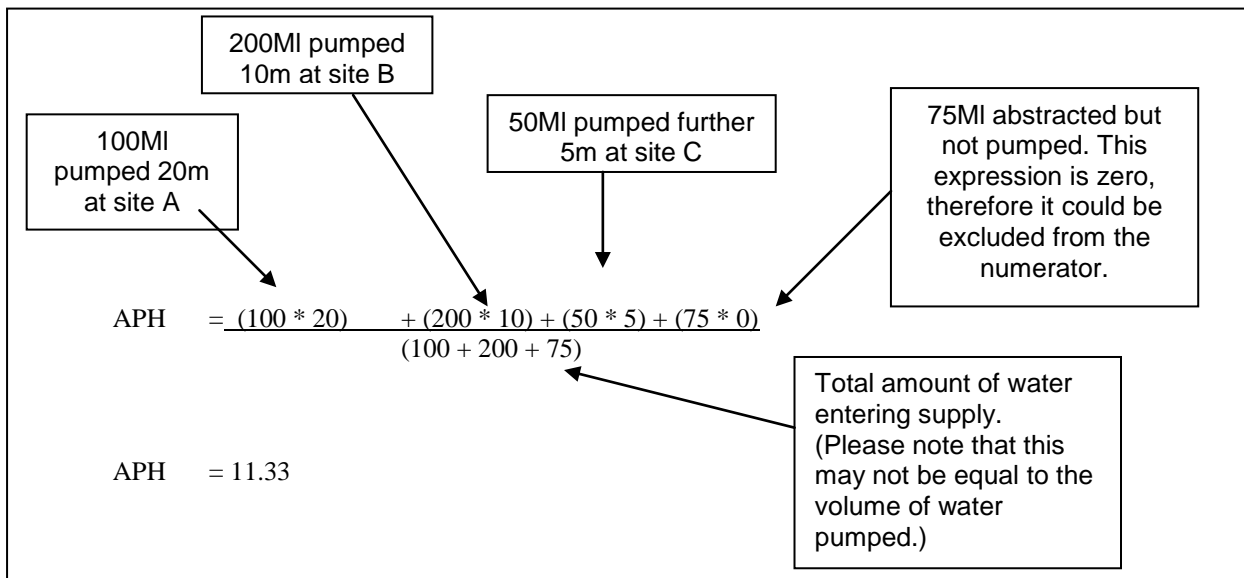 200Ml pumped
10m at site B
100Ml
pumped 20m
at site A
50Ml pumped further
5m at site C
75Ml abstracted but
not pumped. This
expression is zero,
therefore it could be
excluded from the
numerator.
APH = (100 * 20) + (200 * 10) + (50 * 5) + (75 * 0)
(100 + 200 + 75)
Total amount of water
entering supply.
(Please note that this
may not be equal to the
volume of water
pumped.)
APH = 11.33